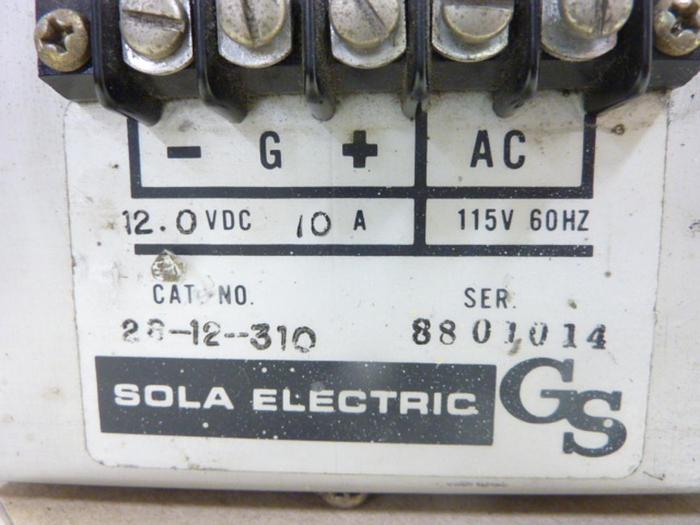 - G + AC
12.0 VDC 10 A 115V 60HZ
CAT. NO. SER.
28-12-310 8801014
SOLA ELECTRIC GS